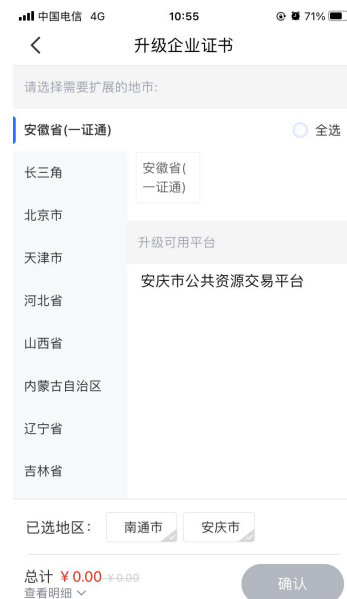 中国电信 4G 10:55 71%
升级企业证书
请选择需要扩展的地市:
安徽省(一证通) 全选
长三角
安徽省(
一证通)
北京市
升级可用平台
天津市
安庆市公共资源交易平台
河北省
山西省
内蒙古自治区
辽宁省
吉林省
已选地区: 南通市 安庆市
总计 ¥0.00 ¥0.00
查看明细
确认